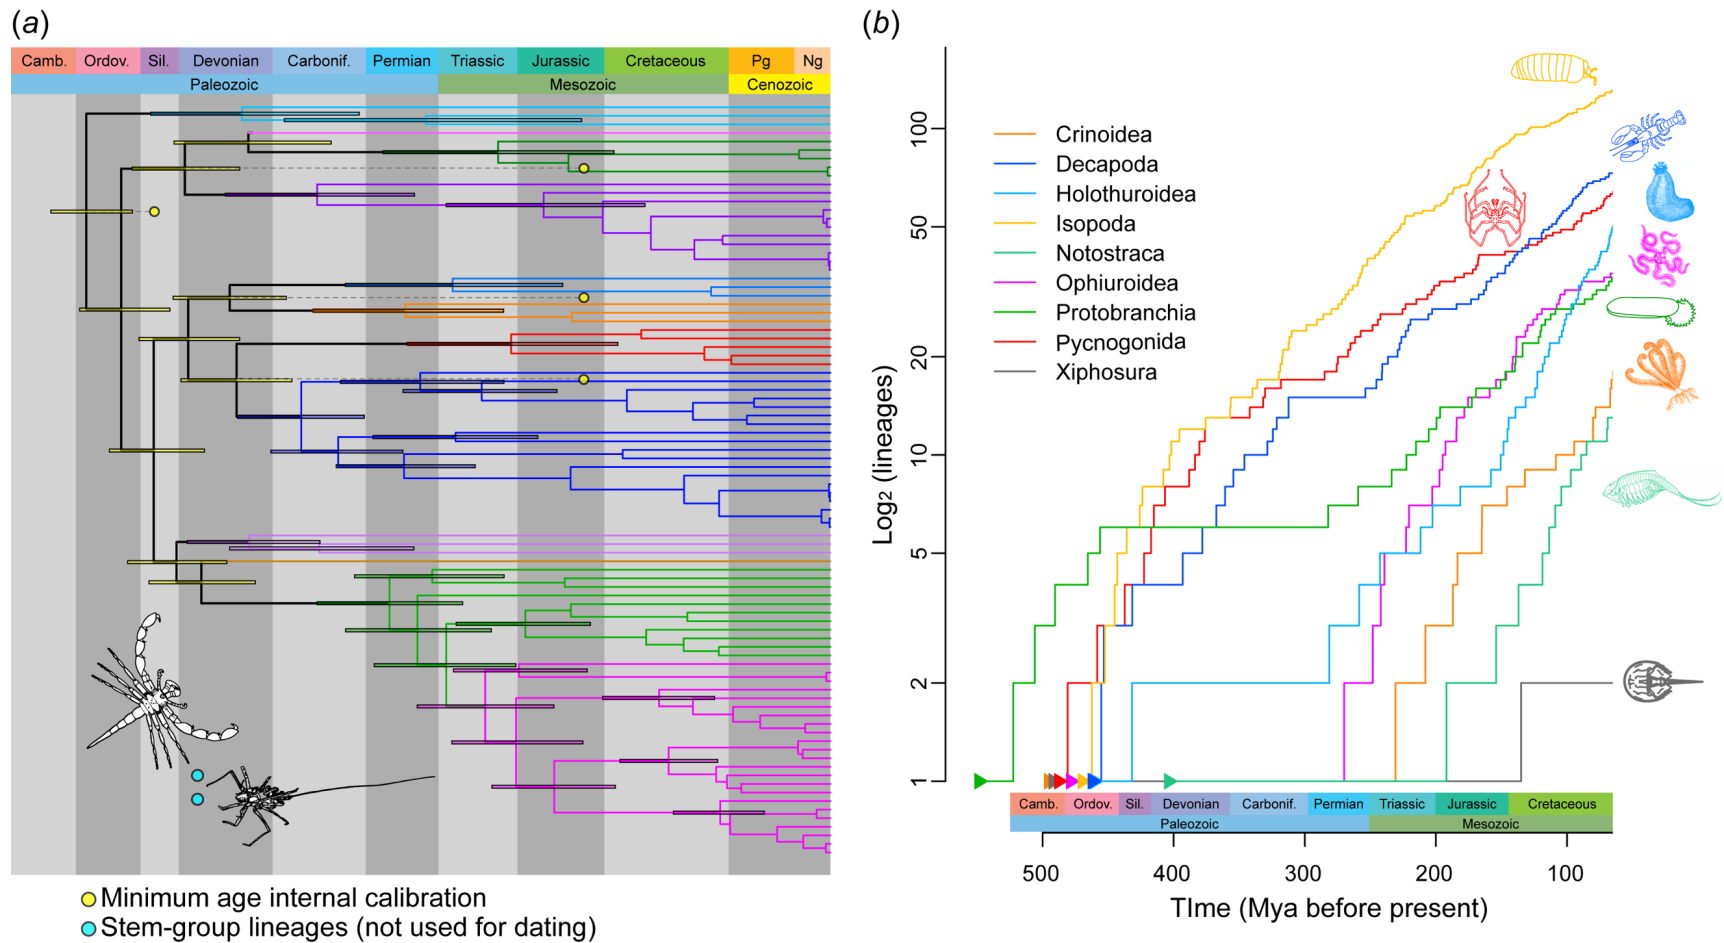 (a)
Camb. Ordov. Sil. Devonian Carbonif. Permian Triassic Jurassic Cretaceous Pg Ng
Paleozoic Mesozoic Cenozoic
Minimum age internal calibration
Stem-group lineages (not used for dating)
(b)
Log2 (lineages)
100
50
20
10
5
2
1
Crinoidea
Decapoda
Holothuroidea
Isopoda
Notostraca
Ophiuroidea
Protobranchia
Pycnogonida
Xiphosura
Camb. Ordov. Sil. Devonian Carbonif. Permian Triassic Jurassic Cretaceous
Paleozoic Mesozoic
500 400 300 200 100
TIme (Mya before present)